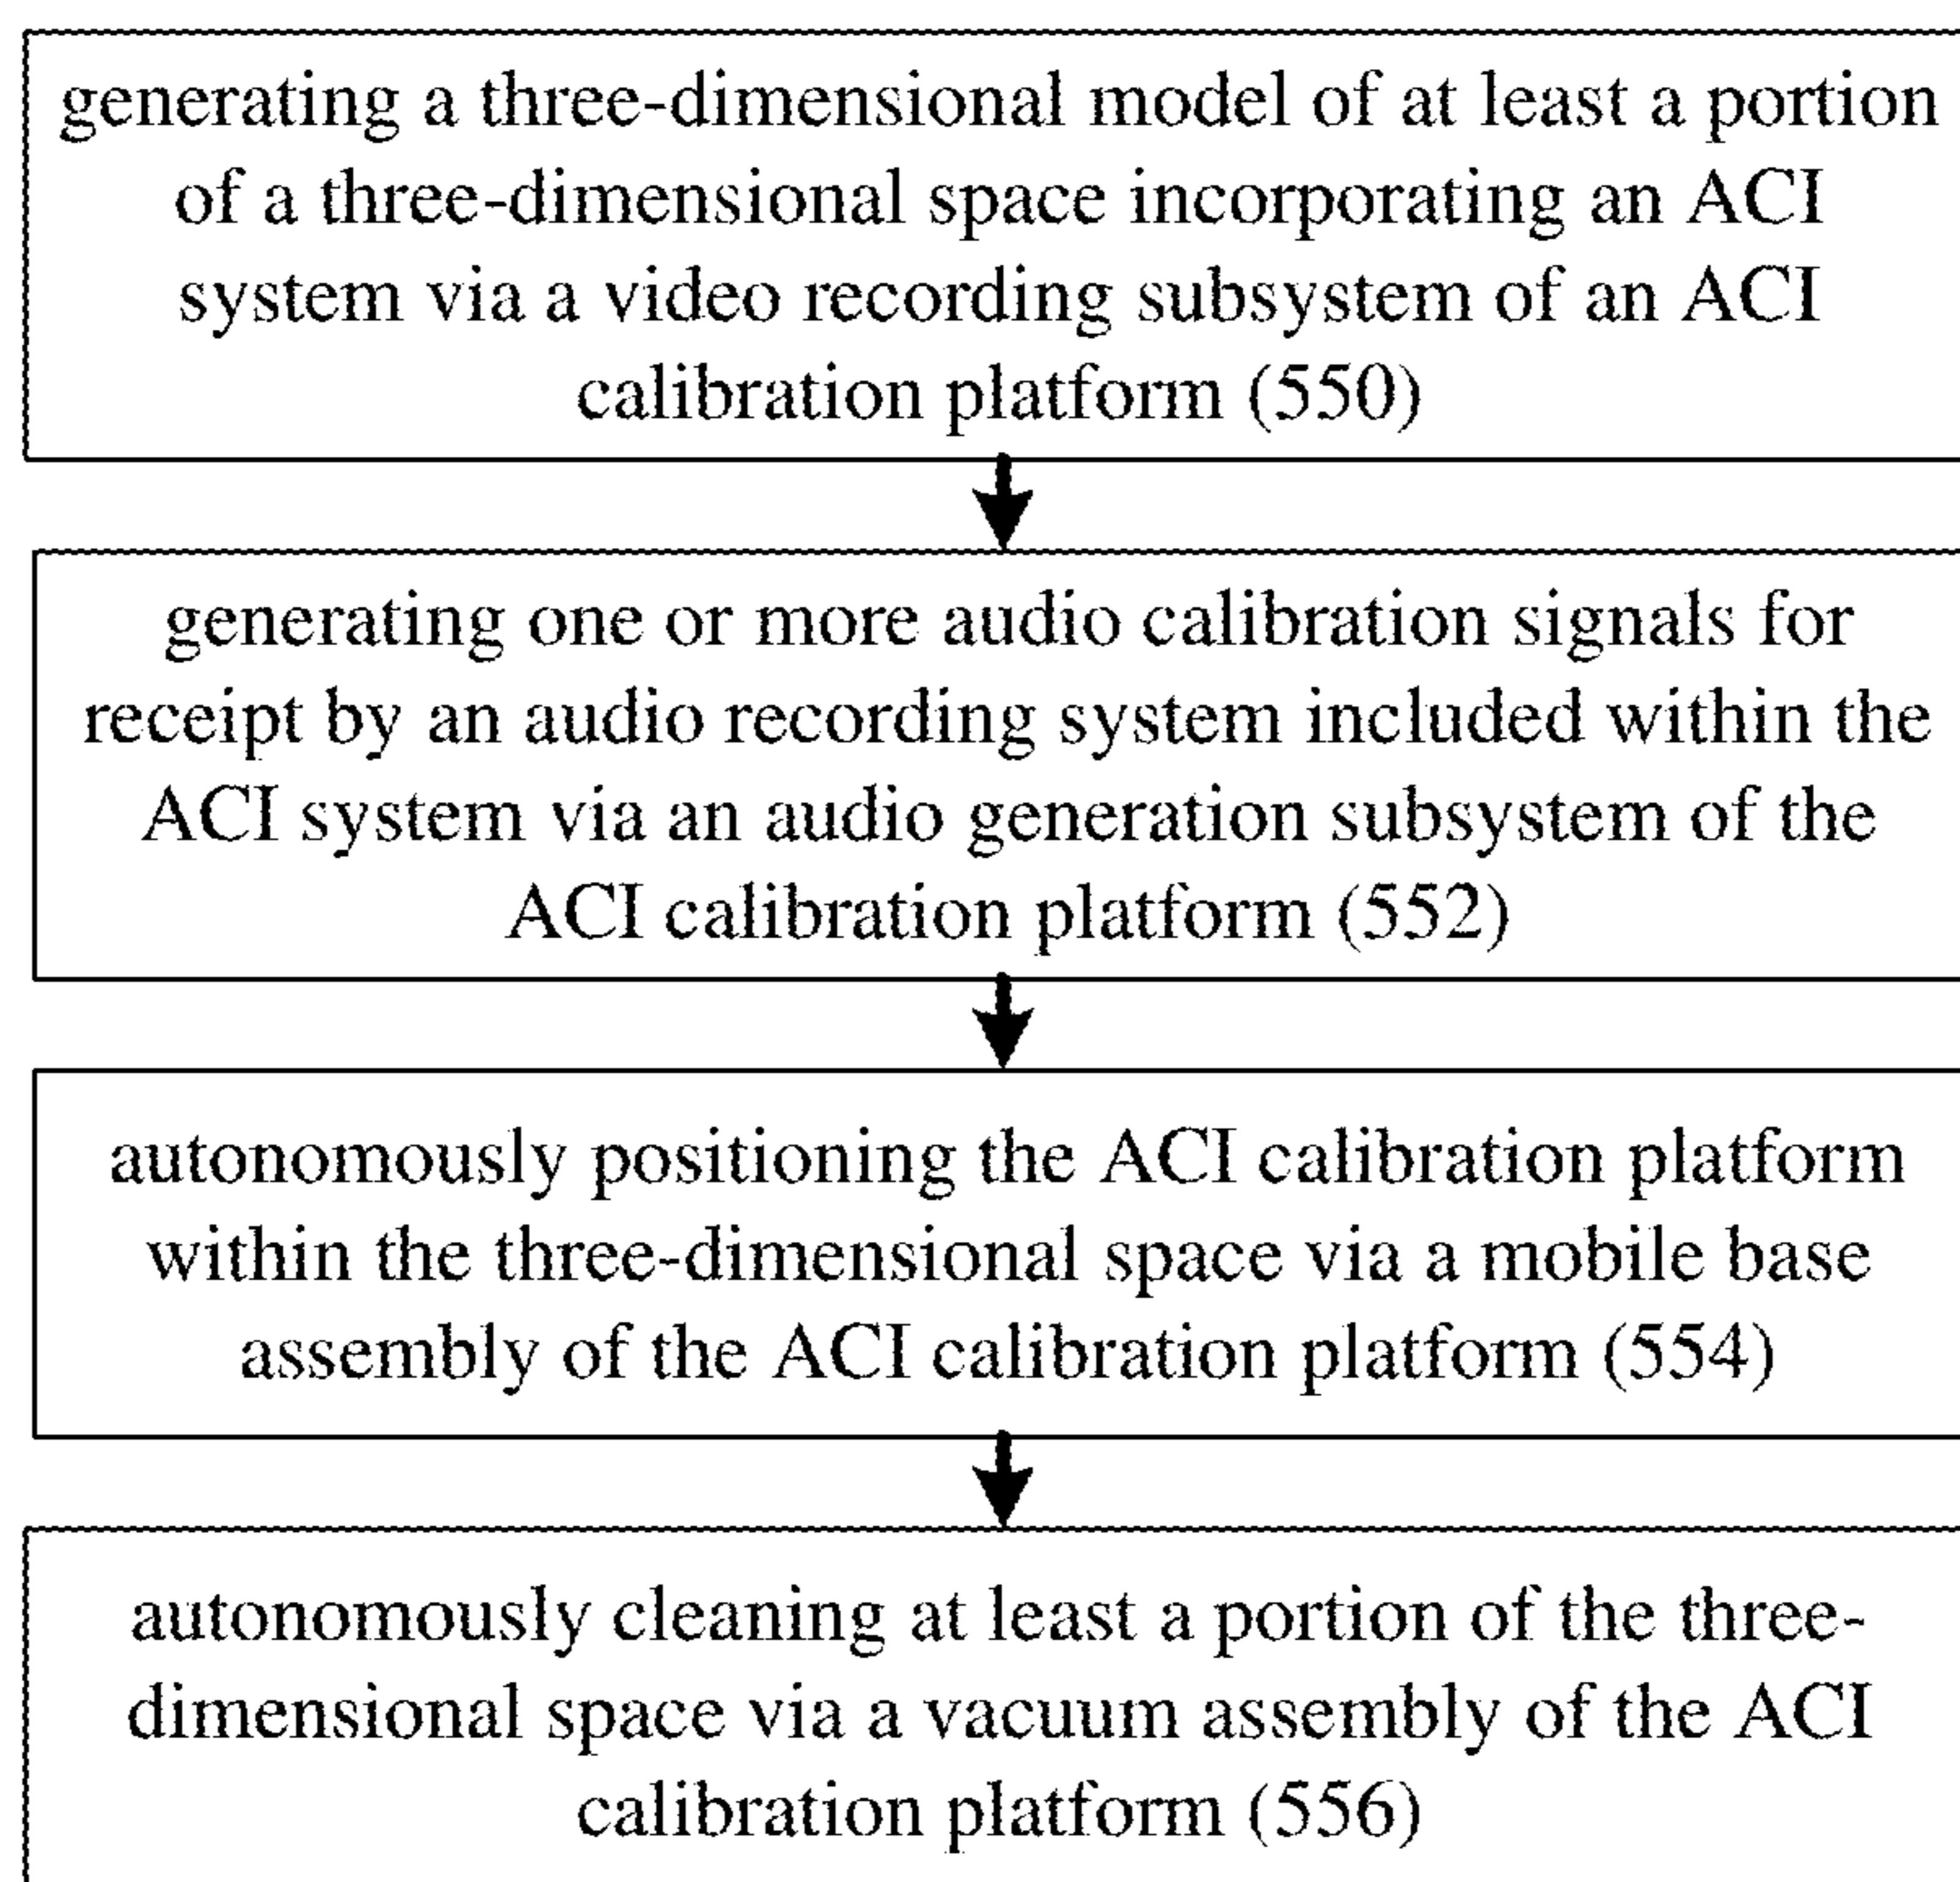 generating a three-dimensional model of at least a portion
of a three-dimensional space incorporating an ACI
system via a video recording subsystem of an ACI
calibration platform (550)
generating one or more audio calibration signals for
receipt by an audio recording system included within the
ACI system via an audio generation subsystem of the
ACI calibration platform (552)
autonomously positioning the ACI calibration platform
within the three-dimensional space via a mobile base
assembly of the ACI calibration platform (554)
autonomously cleaning at least a portion of the three-
dimensional space via a vacuum assembly of the ACI
calibration platform (556)